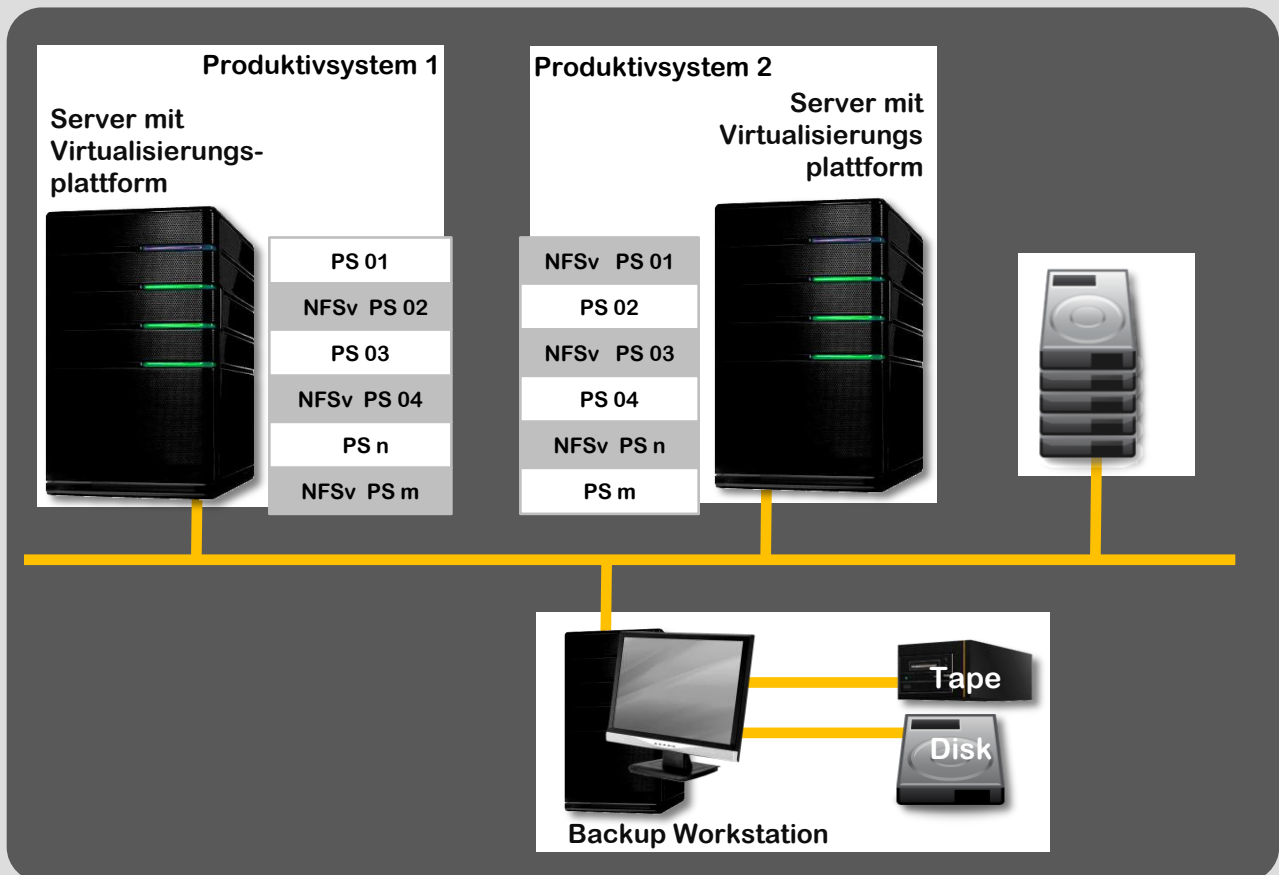 Produktivsystem 1
Server mit
Virtualisierungs-
plattform
PS 01
NFSv PS 02
PS 03
NFSv PS 04
PS n
NFSv PS m
Produktivsystem 2
Server mit
Virtualisierungs
plattform
NFSv PS 01
PS 02
NFSv PS 03
PS 04
NFSv PS n
PS m
Tape
Disk
Backup Workstation